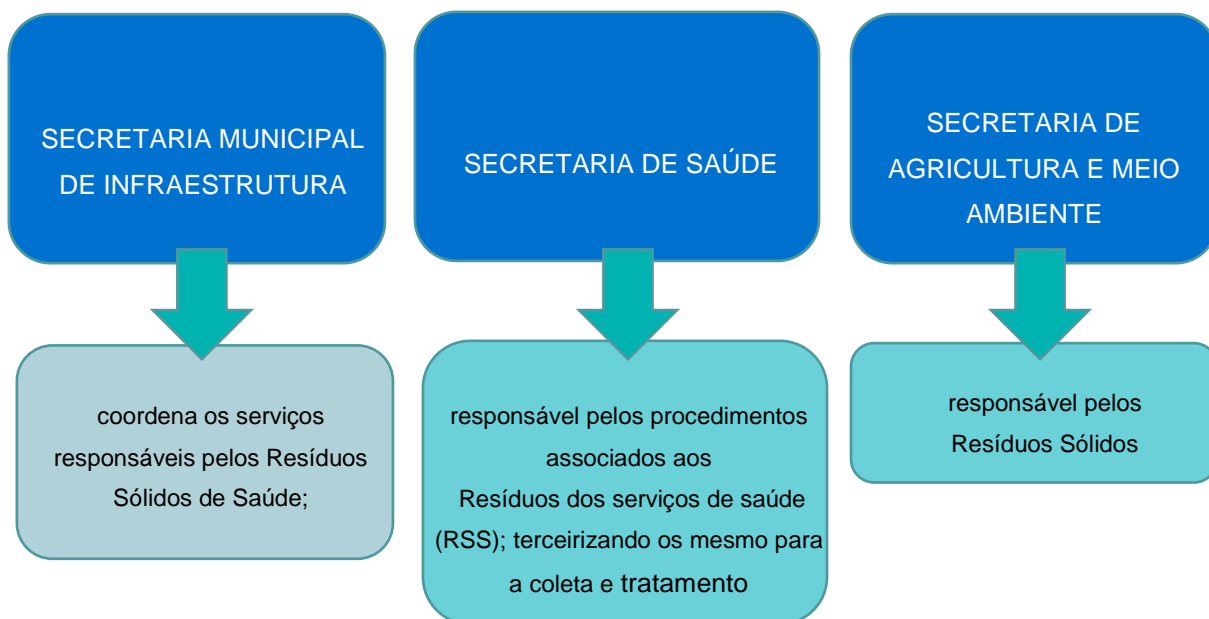 SECRETARIA MUNICIPAL
DE INFRAESTRUTURA
SECRETARIA DE SAÚDE
SECRETARIA DE
AGRICULTURA E MEIO
AMBIENTE
coordena os serviços
responsáveis pelos Resíduos
Sólidos de Saúde;
responsável pelos procedimentos
associados aos
Resíduos dos serviços de saúde
(RSS); terceirizando os mesmo para
a coleta e tratamento
responsável pelos
Resíduos Sólidos